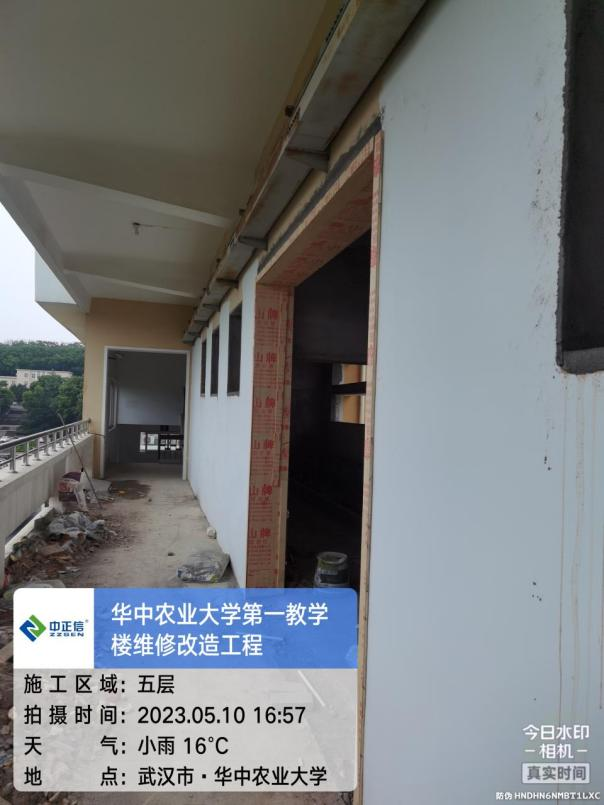 中正信
ZZSEN
华中农业大学第一教学
楼维修改造工程
施工区域：五层
拍摄时间：2023.05.10 16:57
天气：小雨 16°C
地点：武汉市·华中农业大学
今日水印
-相机-
真实时间
防伪 HNDHN6NMBT1LXC